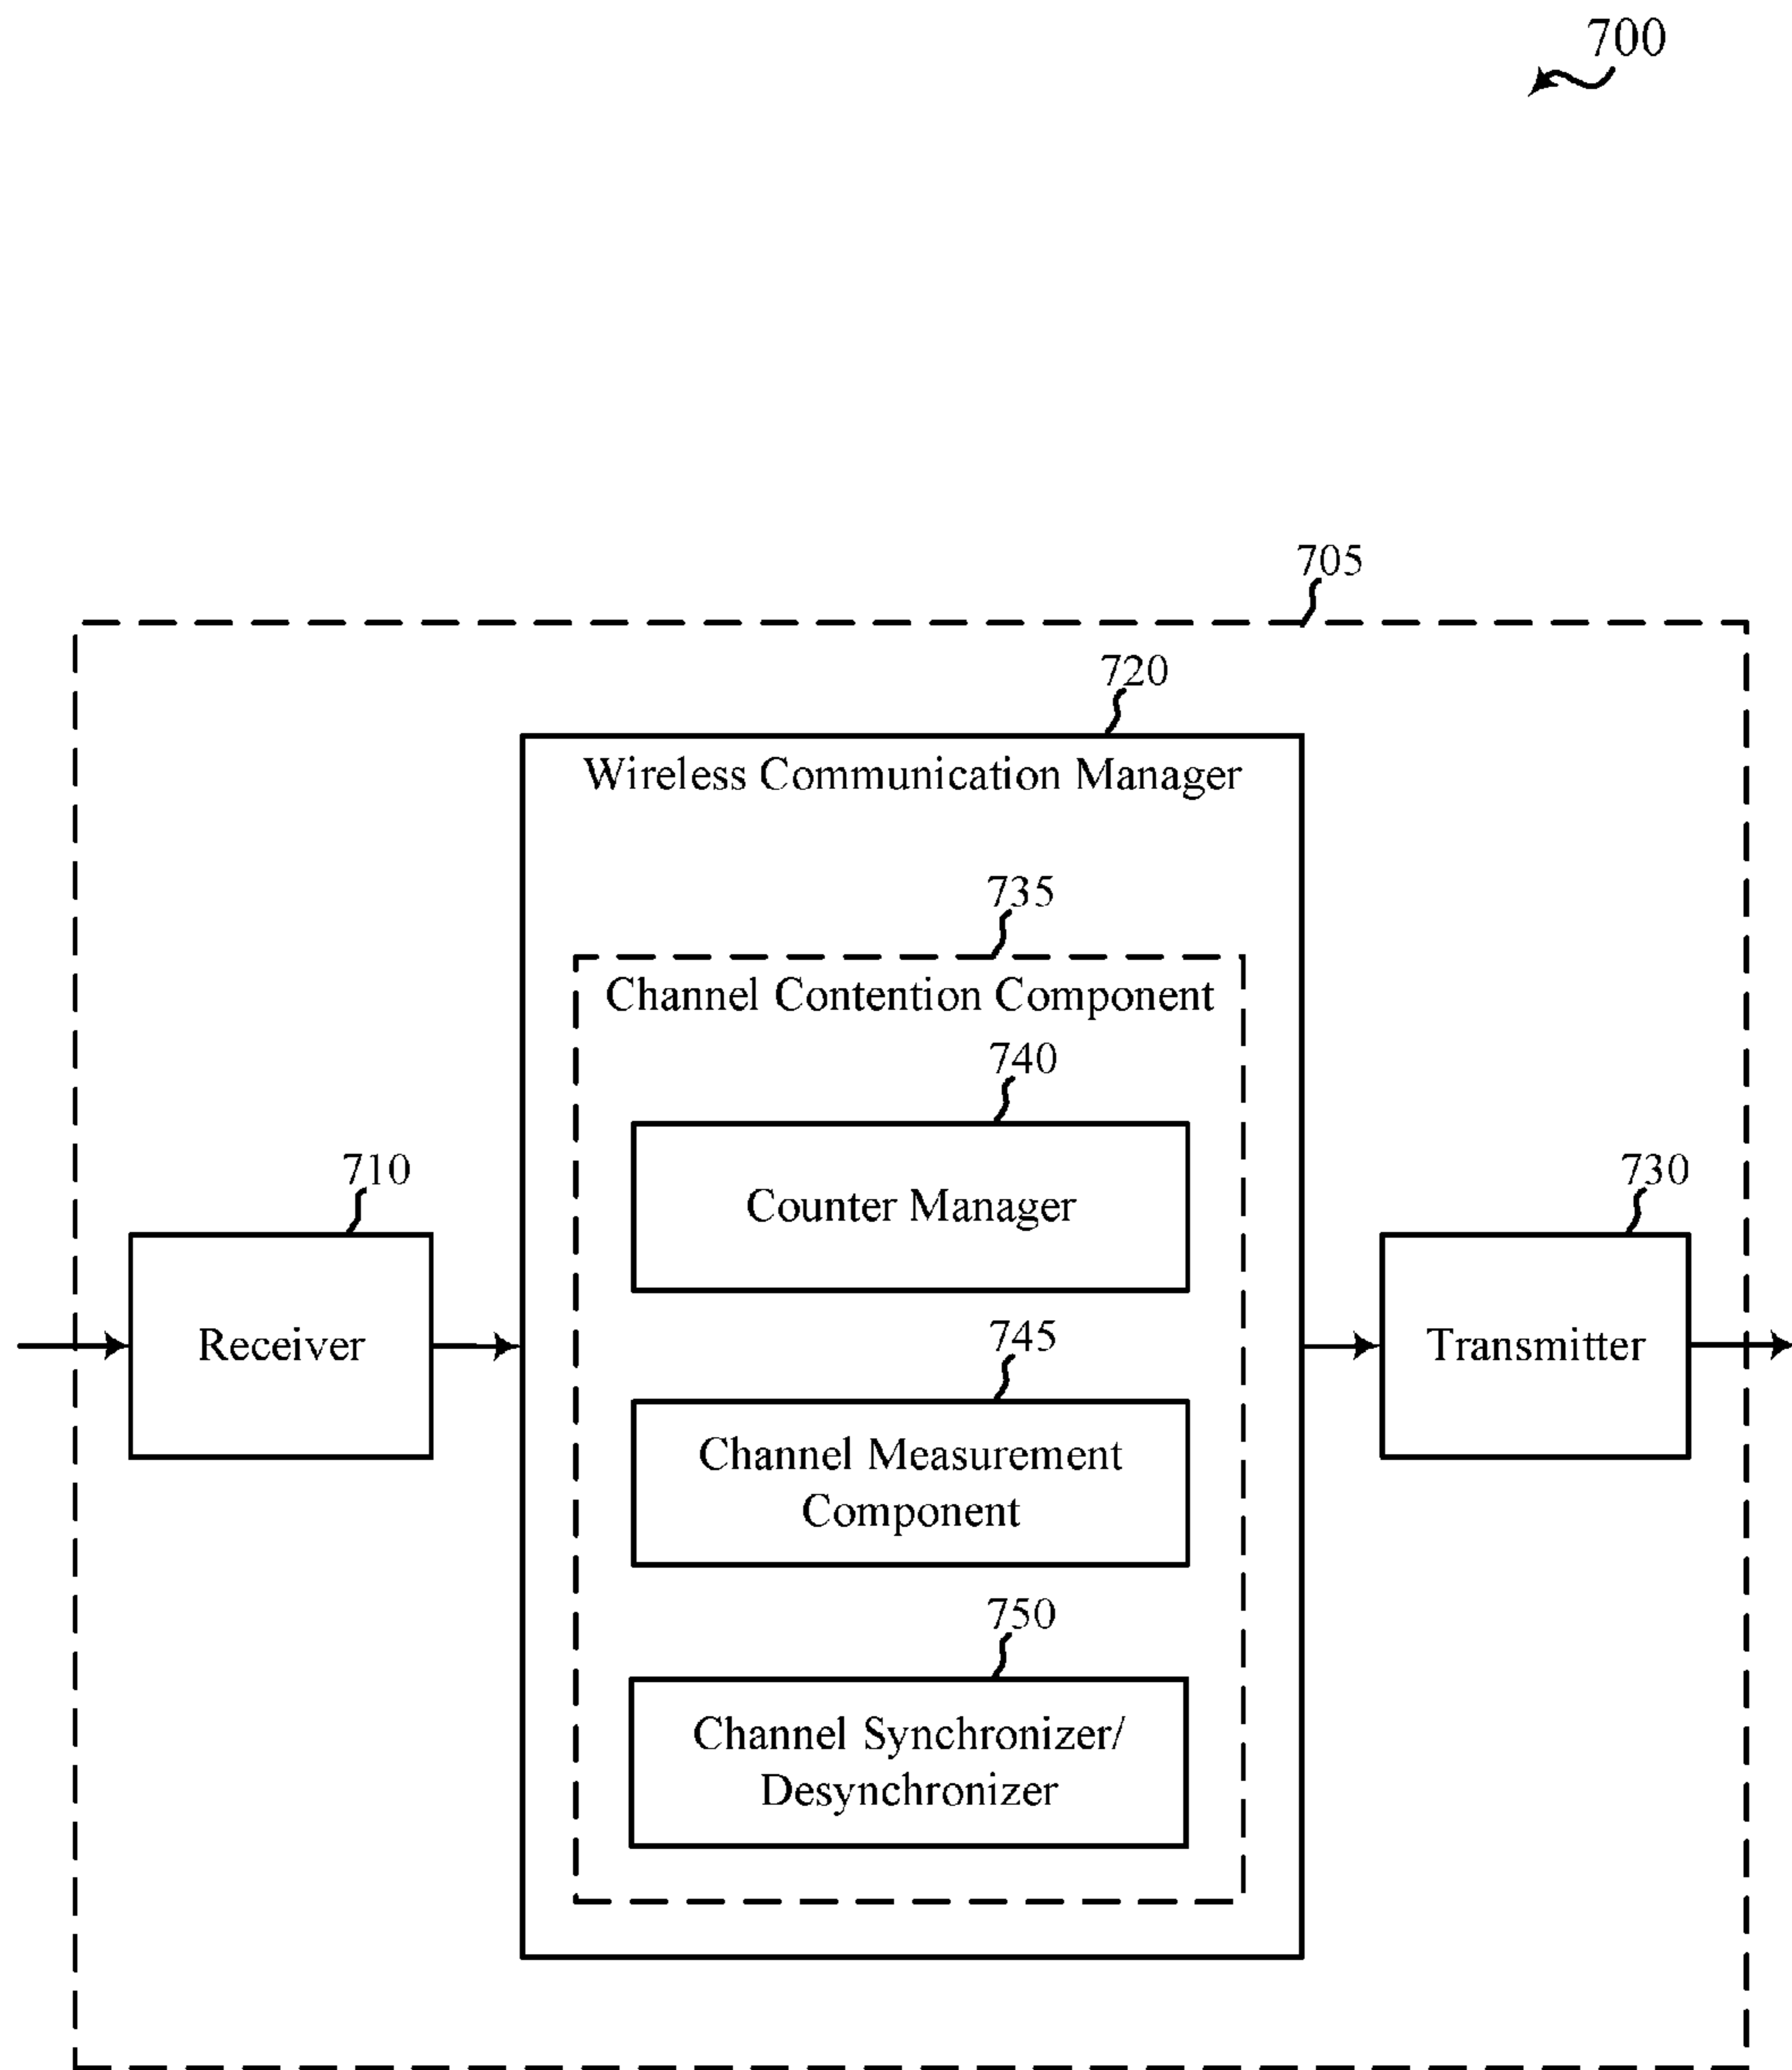 700
705
720
Wireless Communication Manager
735
Channel Contention Component
740
Counter Manager
710
Receiver
745
Channel Measurement
Component
730
Transmitter
750
Channel Synchronizer/
Desynchronizer